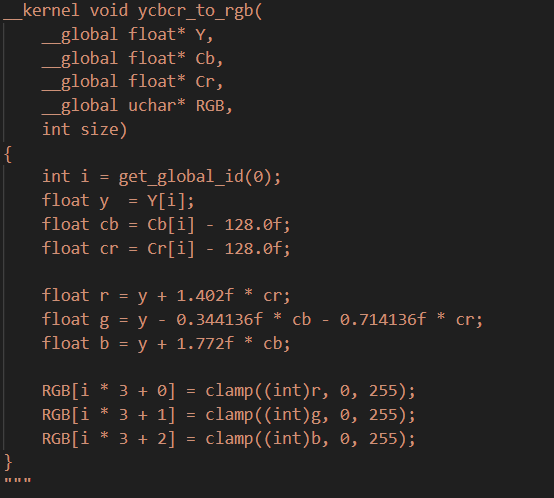 __kernel void ycbcr_to_rgb(
    __global float* Y,
    __global float* Cb,
    __global float* Cr,
    __global uchar* RGB,
    int size)
{
    int i = get_global_id(0);
    float y  = Y[i];
    float cb = Cb[i] - 128.0f;
    float cr = Cr[i] - 128.0f;

    float r = y + 1.402f * cr;
    float g = y - 0.344136f * cb - 0.714136f * cr;
    float b = y + 1.772f * cb;

    RGB[i * 3 + 0] = clamp((int)r, 0, 255);
    RGB[i * 3 + 1] = clamp((int)g, 0, 255);
    RGB[i * 3 + 2] = clamp((int)b, 0, 255);
}
"""